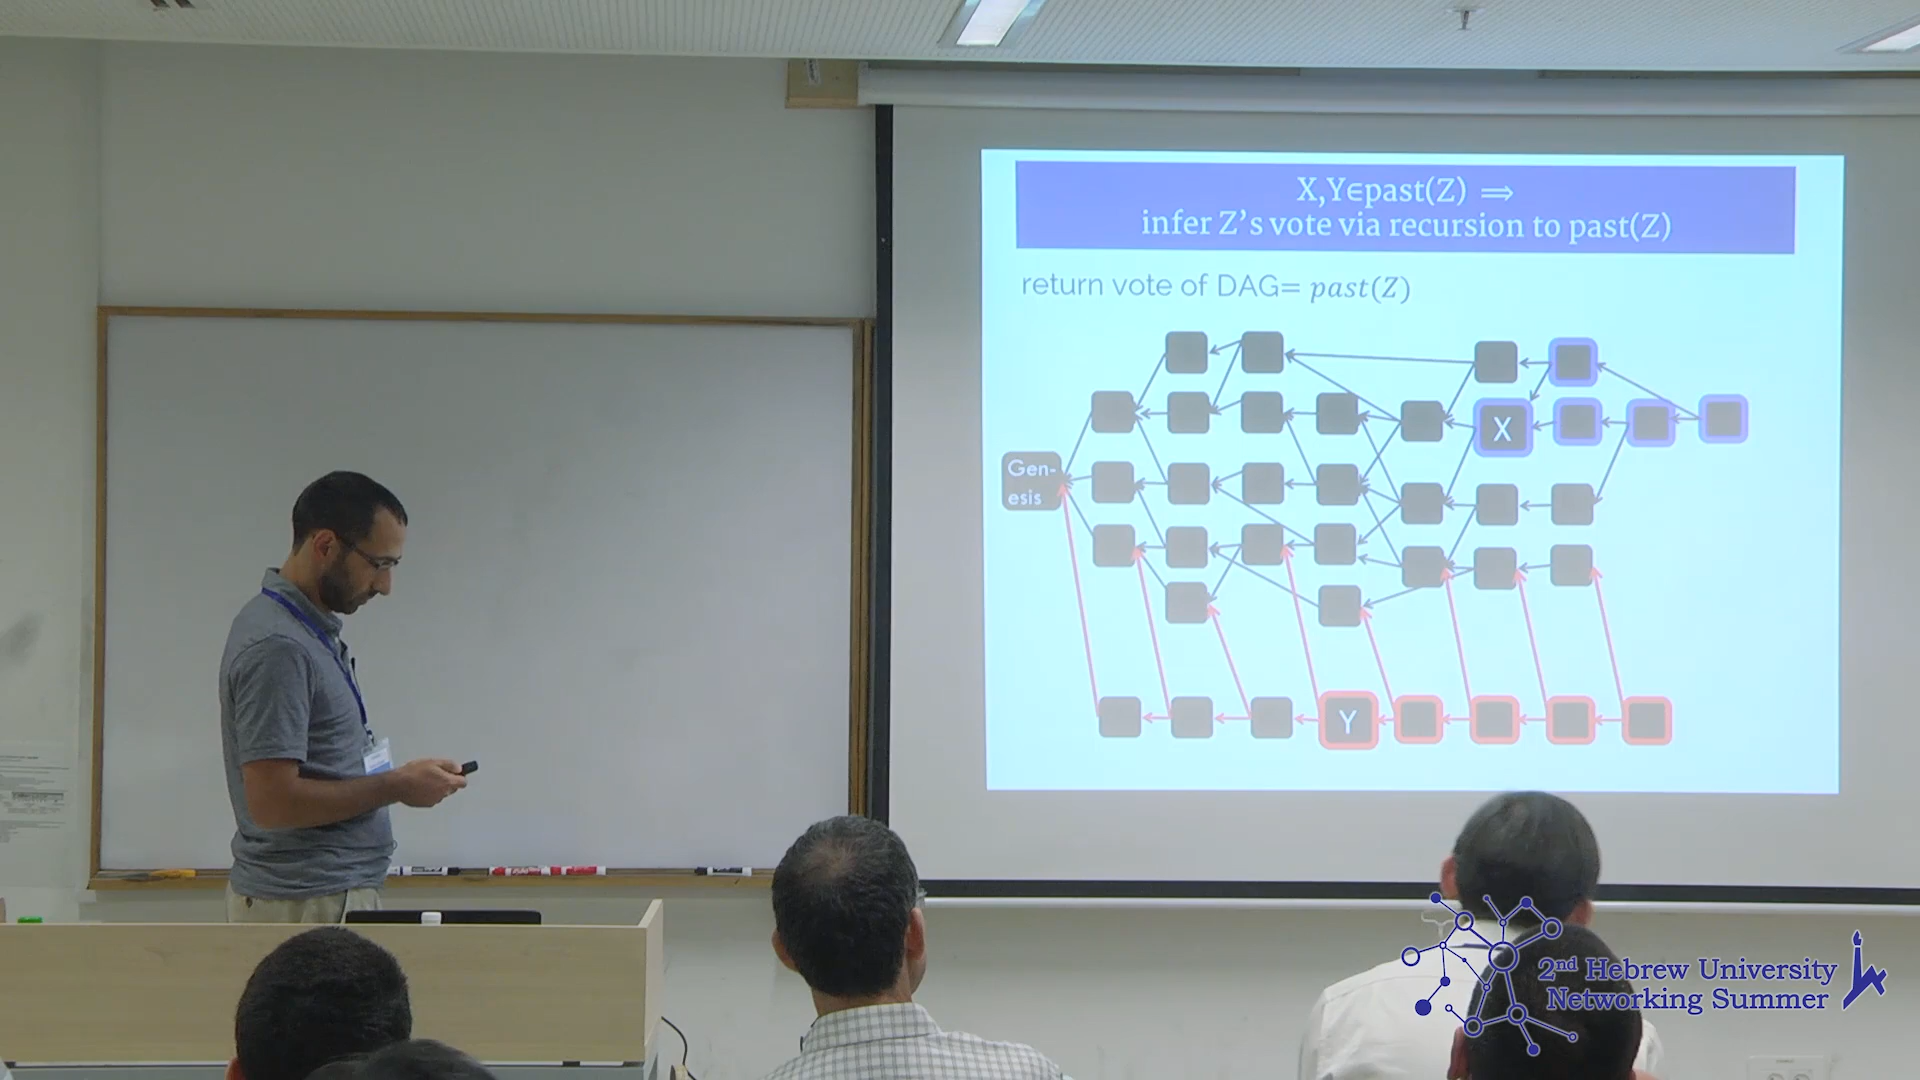 X,Y∈past(Z) ⟹
infer Z's vote via recursion to past(Z)
return vote of DAG= past(Z)
X
Gen-
esis
Y
2nd Hebrew University
Networking Summer